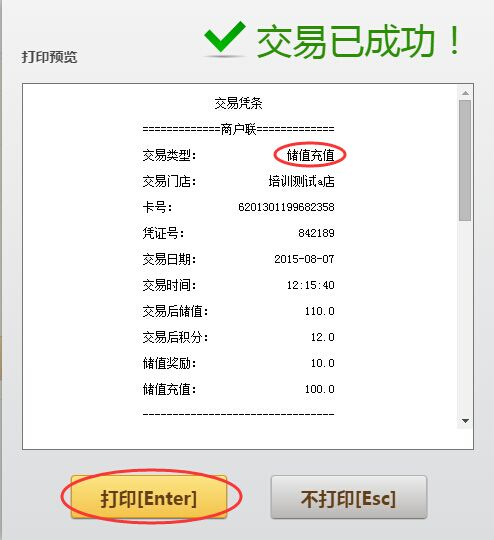 交易已成功！
打印预览
交易凭条
=============商户联=============
交易类型： 储值充值
交易门店： 培训测试a店
卡号： 6201301199682358
凭证号： 842189
交易日期： 2015-08-07
交易时间： 12:15:40
交易后储值： 110.0
交易后积分： 12.0
储值奖励： 10.0
储值充值： 100.0
--------------------------------
打印[Enter] 不打印[Esc]